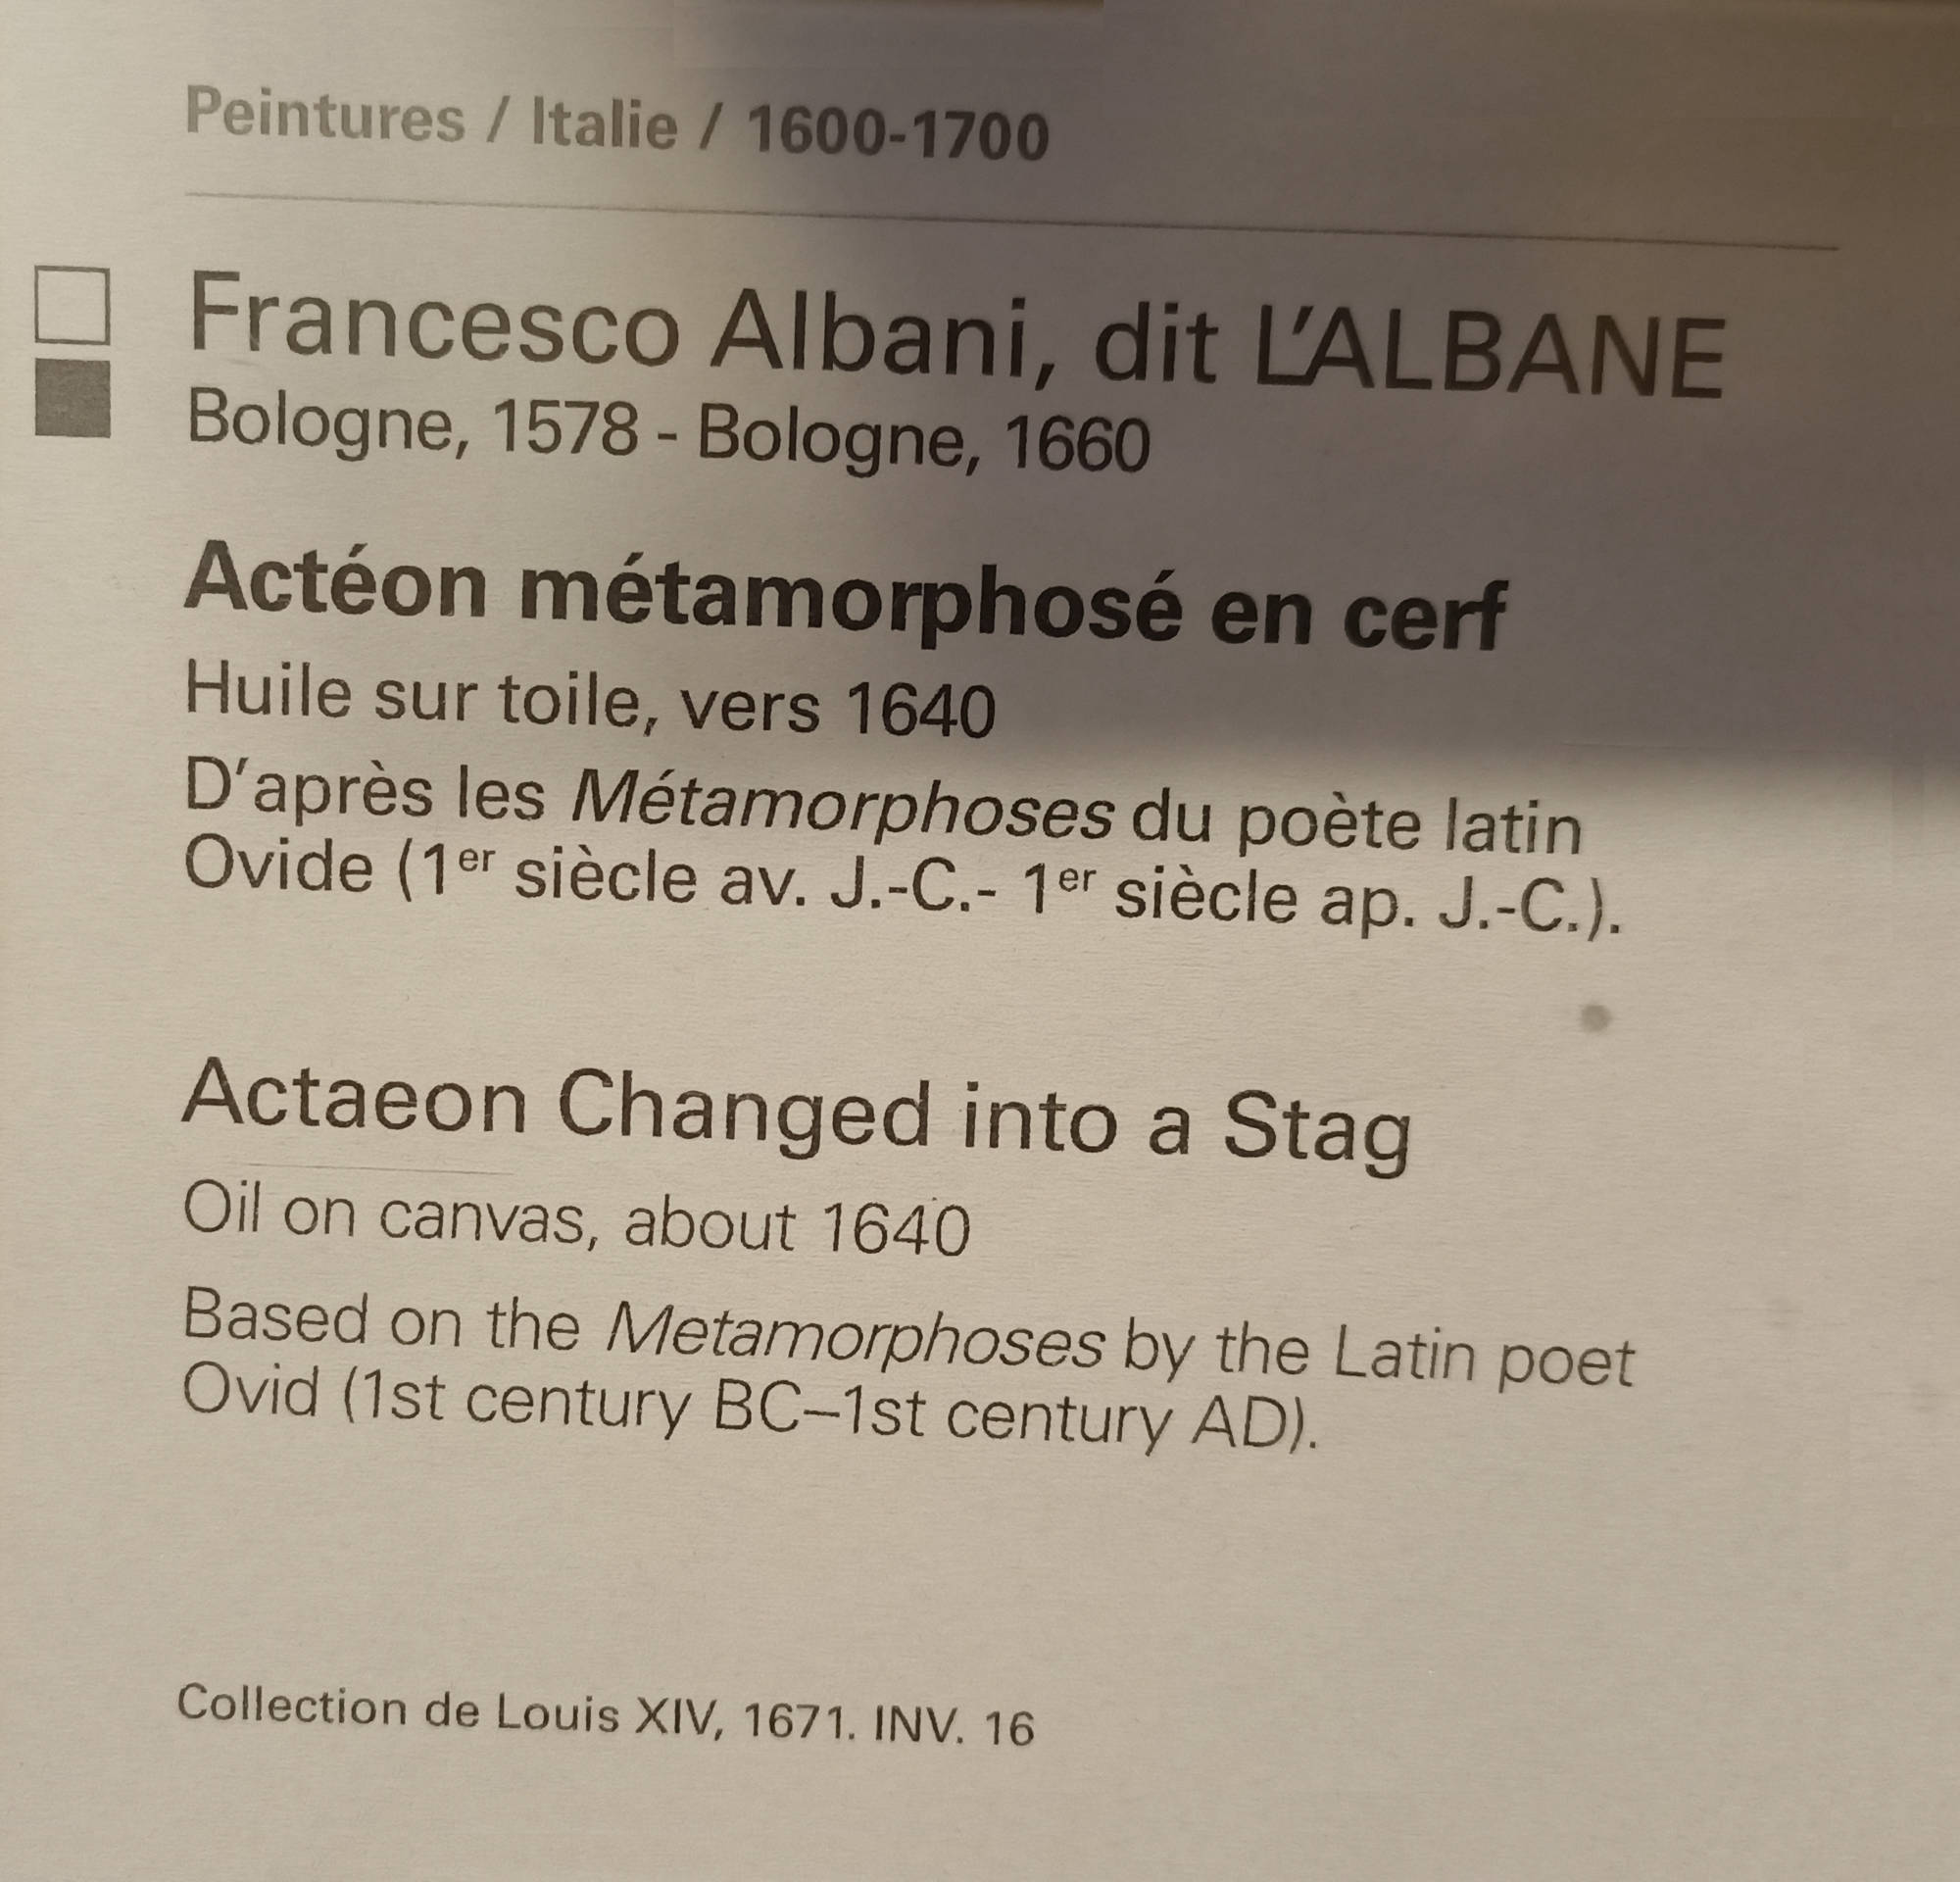 Peintures / Italie / 1600-1700
Francesco Albani, dit L'ALBANE
Bologne, 1578 - Bologne, 1660
Actéon métamorphosé en cerf
Huile sur toile, vers 1640
D'après les Métamorphoses du poète latin
Ovide (1er siècle av. J.-C.- 1er siècle ap. J.-C.).
Actaeon Changed into a Stag
Oil on canvas, about 1640
Based on the Metamorphoses by the Latin poet
Ovid (1st century BC–1st century AD).
Collection de Louis XIV, 1671. INV. 16